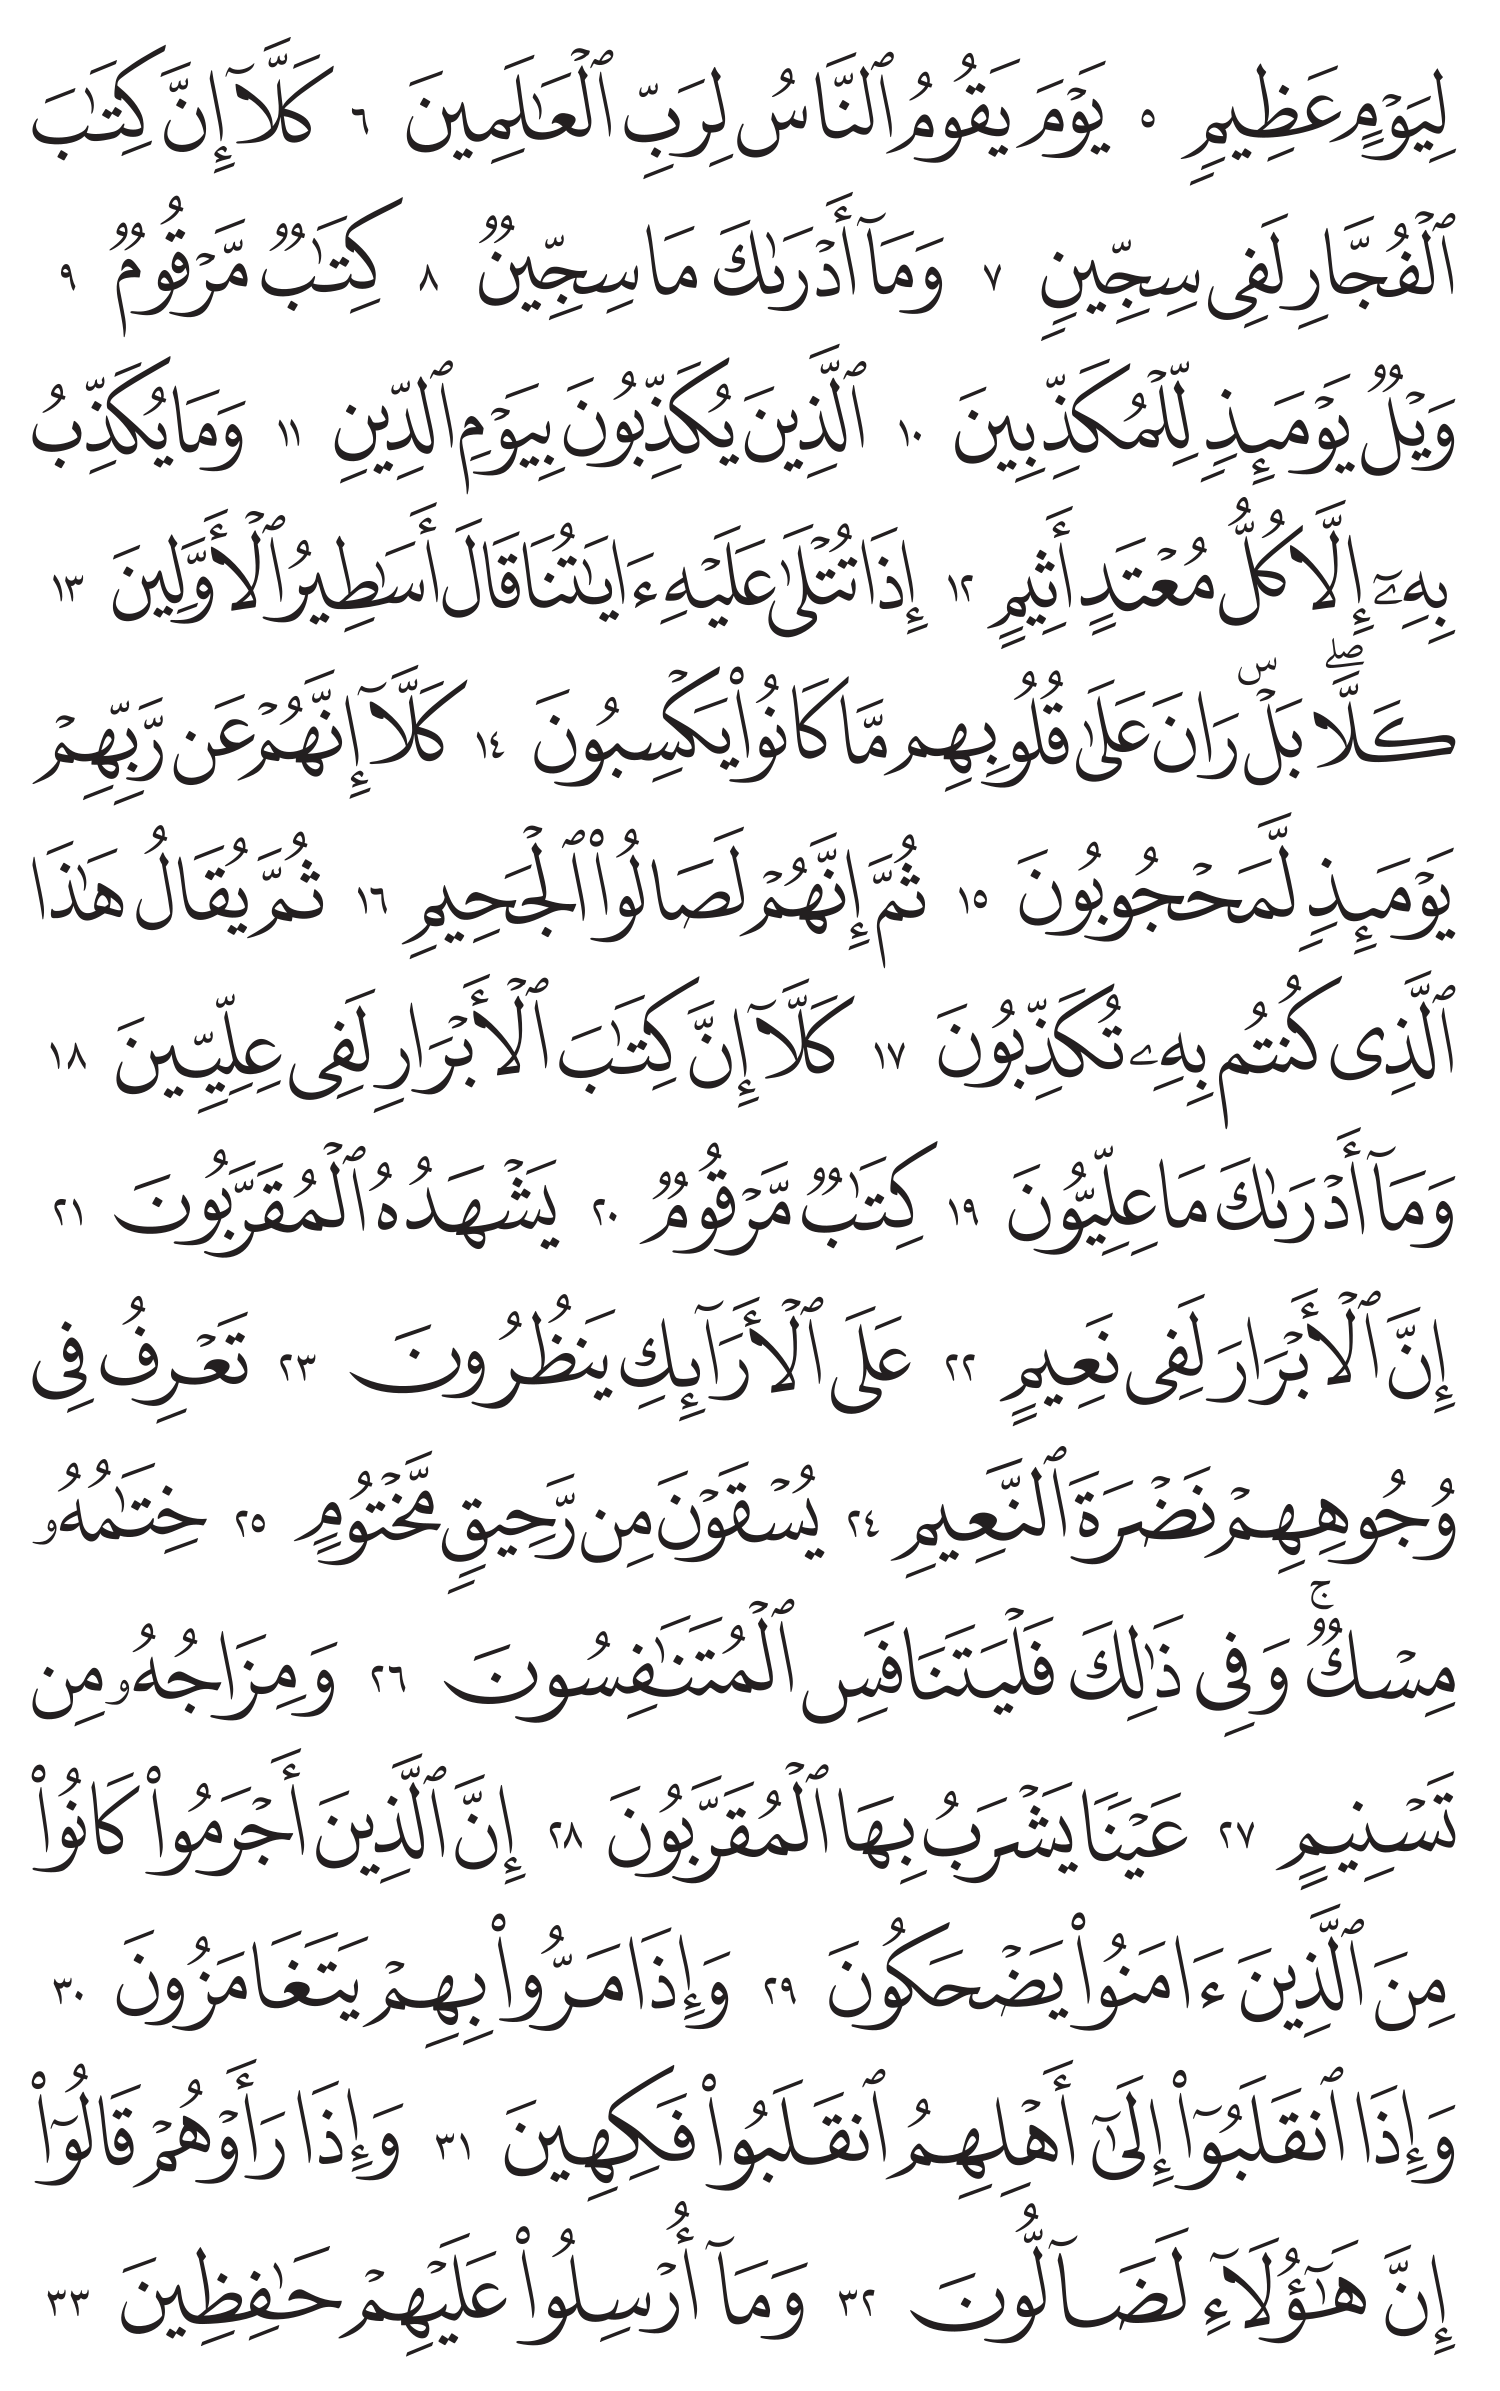 لِيَوْمٍ عَظِيمٍ ٥ يَوْمَ يَقُومُ ٱلنَّاسُ لِرَبِّ ٱلْعَـٰلَمِينَ ٦ كَلَّآ إِنَّ كِتَـٰبَ
ٱلْفُجَّارِ لَفِى سِجِّينٍ ٧ وَمَآ أَدْرَىٰكَ مَا سِجِّينٌ ٨ كِتَـٰبٌ مَّرْقُومٌ ٩
وَيْلٌ يَوْمَئِذٍ لِّلْمُكَذِّبِينَ ١٠ ٱلَّذِينَ يُكَذِّبُونَ بِيَوْمِ ٱلدِّينِ ١١ وَمَا يُكَذِّبُ
بِهِۦٓ إِلَّا كُلُّ مُعْتَدٍ أَثِيمٍ ١٢ إِذَا تُتْلَىٰ عَلَيْهِ ءَايَـٰتُنَا قَالَ أَسَـٰطِيرُ ٱلْأَوَّلِينَ ١٣
كَلَّا ۖ بَلْ ۜ رَانَ عَلَىٰ قُلُوبِهِم مَّا كَانُوا۟ يَكْسِبُونَ ١٤ كَلَّآ إِنَّهُمْ عَن رَّبِّهِمْ
يَوْمَئِذٍ لَّمَحْجُوبُونَ ١٥ ثُمَّ إِنَّهُمْ لَصَالُوا۟ ٱلْجَحِيمِ ١٦ ثُمَّ يُقَالُ هَـٰذَا
ٱلَّذِى كُنتُم بِهِۦ تُكَذِّبُونَ ١٧ كَلَّآ إِنَّ كِتَـٰبَ ٱلْأَبْرَارِ لَفِى عِلِّيِّينَ ١٨
وَمَآ أَدْرَىٰكَ مَا عِلِّيُّونَ ١٩ كِتَـٰبٌ مَّرْقُومٌ ٢٠ يَشْهَدُهُ ٱلْمُقَرَّبُونَ ٢١
إِنَّ ٱلْأَبْرَارَ لَفِى نَعِيمٍ ٢٢ عَلَى ٱلْأَرَآئِكِ يَنظُرُونَ ٢٣ تَعْرِفُ فِى
وُجُوهِهِمْ نَضْرَةَ ٱلنَّعِيمِ ٢٤ يُسْقَوْنَ مِن رَّحِيقٍ مَّخْتُومٍ ٢٥ خِتَـٰمُهُۥ
مِسْكٌ ۚ وَفِى ذَٰلِكَ فَلْيَتَنَافَسِ ٱلْمُتَنَـٰفِسُونَ ٢٦ وَمِزَاجُهُۥ مِن
تَسْنِيمٍ ٢٧ عَيْنًا يَشْرَبُ بِهَا ٱلْمُقَرَّبُونَ ٢٨ إِنَّ ٱلَّذِينَ أَجْرَمُوا۟ كَانُوا۟
مِنَ ٱلَّذِينَ ءَامَنُوا۟ يَضْحَكُونَ ٢٩ وَإِذَا مَرُّوا۟ بِهِمْ يَتَغَامَزُونَ ٣٠
وَإِذَا ٱنقَلَبُوٓا۟ إِلَىٰٓ أَهْلِهِمُ ٱنقَلَبُوا۟ فَكِهِينَ ٣١ وَإِذَا رَأَوْهُمْ قَالُوٓا۟
إِنَّ هَـٰٓؤُلَآءِ لَضَآلُّونَ ٣٢ وَمَآ أُرْسِلُوا۟ عَلَيْهِمْ حَـٰفِظِينَ ٣٣